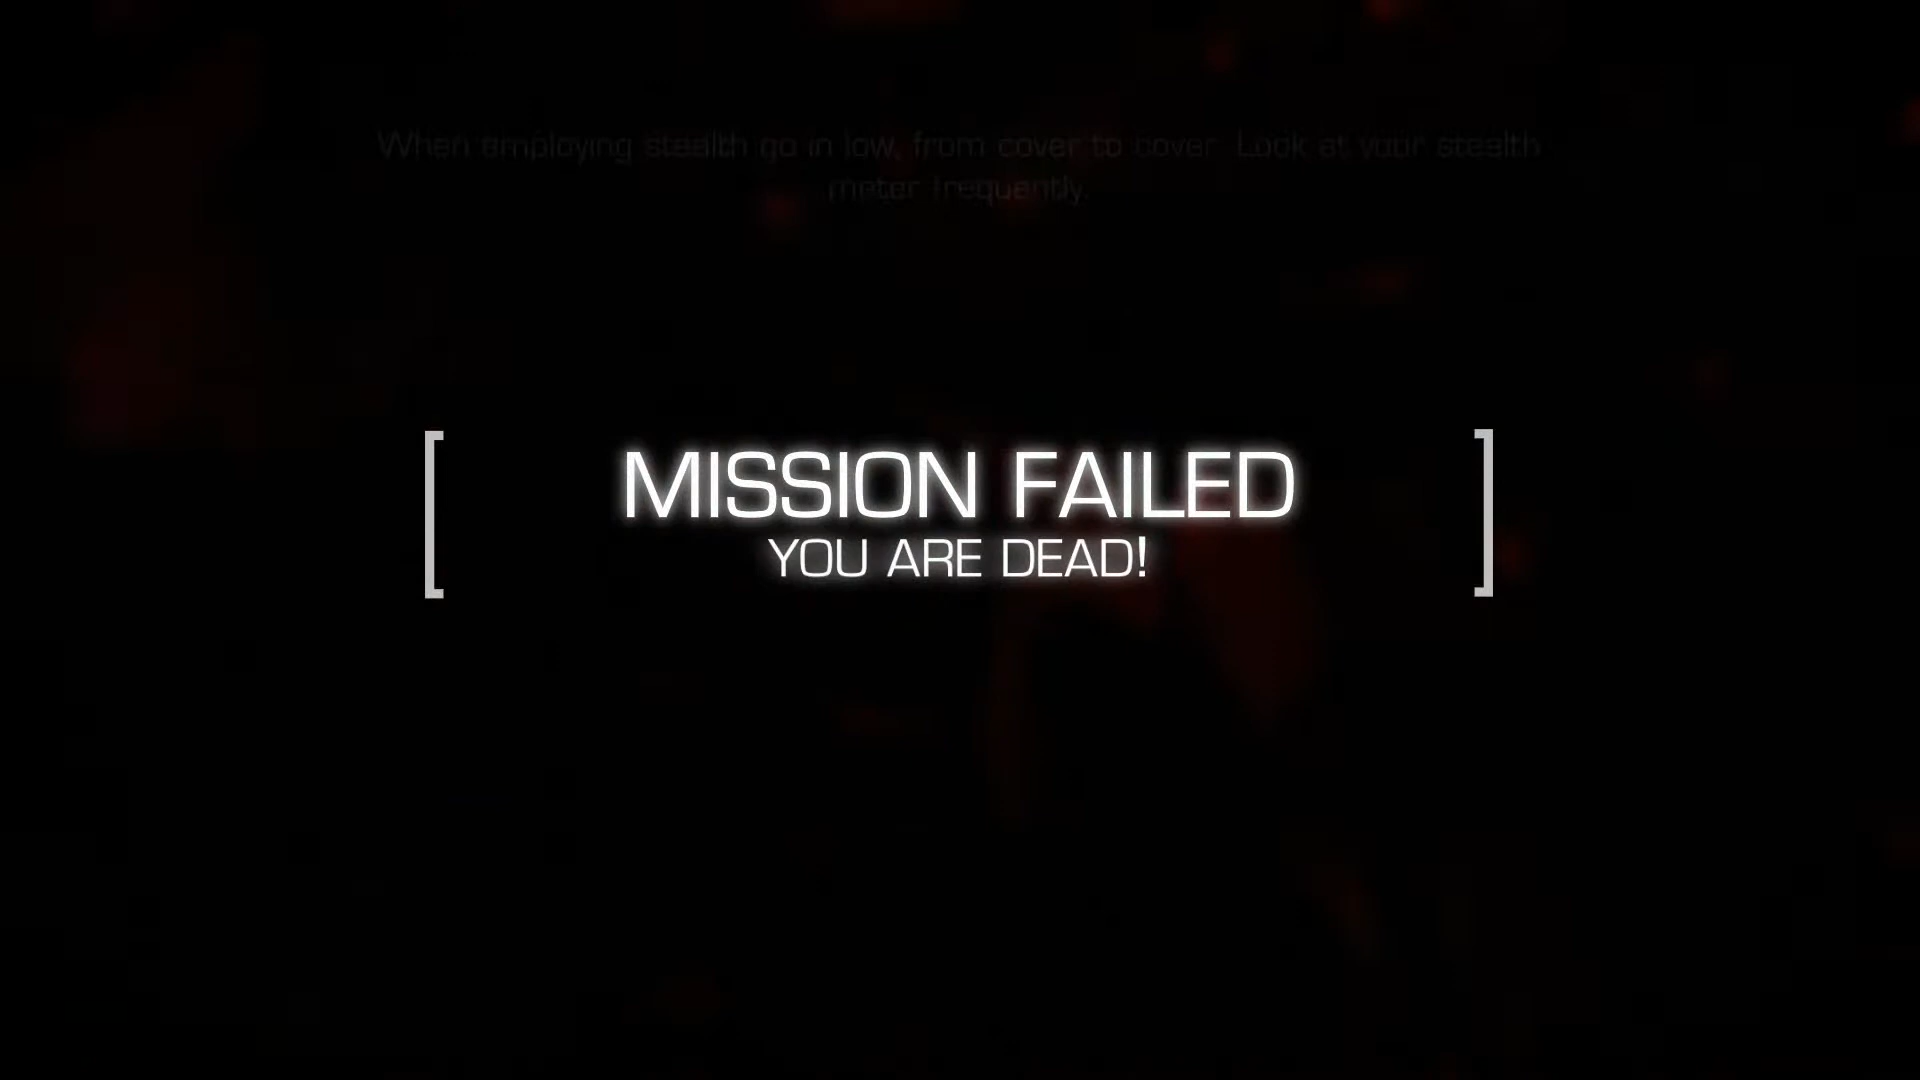 When employing stealth go in low, from cover to cover. Look at your stealth
meter frequently.
MISSION FAILED
YOU ARE DEAD!